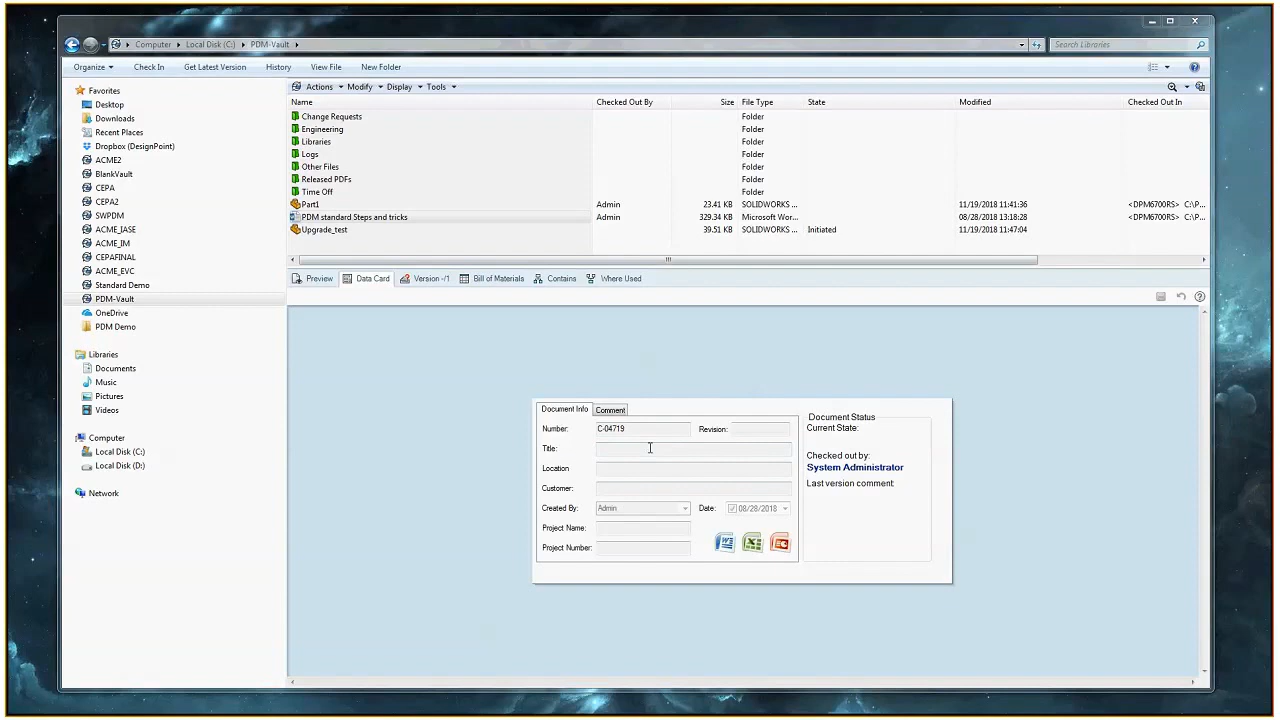 Computer Local Disk (C:) PDM-Vault Search Libraries
Organize Check In Get Latest Version History View File New Folder
Favorites
Desktop
Downloads
Recent Places
Dropbox (DesignPoint)
ACME2
BlankVault
CEPA
CEPA2
SWPDM
ACME_IASE
ACME_IM
CEPAFINAL
ACME_EVC
Standard Demo
PDM-Vault
OneDrive
PDM Demo
Libraries
Documents
Music
Pictures
Videos
Computer
Local Disk (C:)
Local Disk (D:)
Network
Actions Modify Display Tools
Name Checked Out By Size File Type State Modified Checked Out In
Change Requests Folder
Engineering Folder
Libraries Folder
Logs Folder
Other Files Folder
Released PDFs Folder
Time Off Folder
Part1 Admin 23.41 KB SOLIDWORKS ... 11/19/2018 11:41:36 <DPM6700RS> C:\P...
PDM standard Steps and tricks Admin 329.34 KB Microsoft Wor... 08/28/2018 13:18:28 <DPM6700RS> C:\P...
Upgrade_test 39.51 KB SOLIDWORKS ... Initiated 11/19/2018 11:47:04
Preview Data Card Version -/1 Bill of Materials Contains Where Used
Document Info Comment
Number: C-04719 Revision:
Title:
Location
Customer:
Created By: Admin Date: 08/28/2018
Project Name:
Project Number:
Document Status
Current State:
Checked out by:
System Administrator
Last version comment